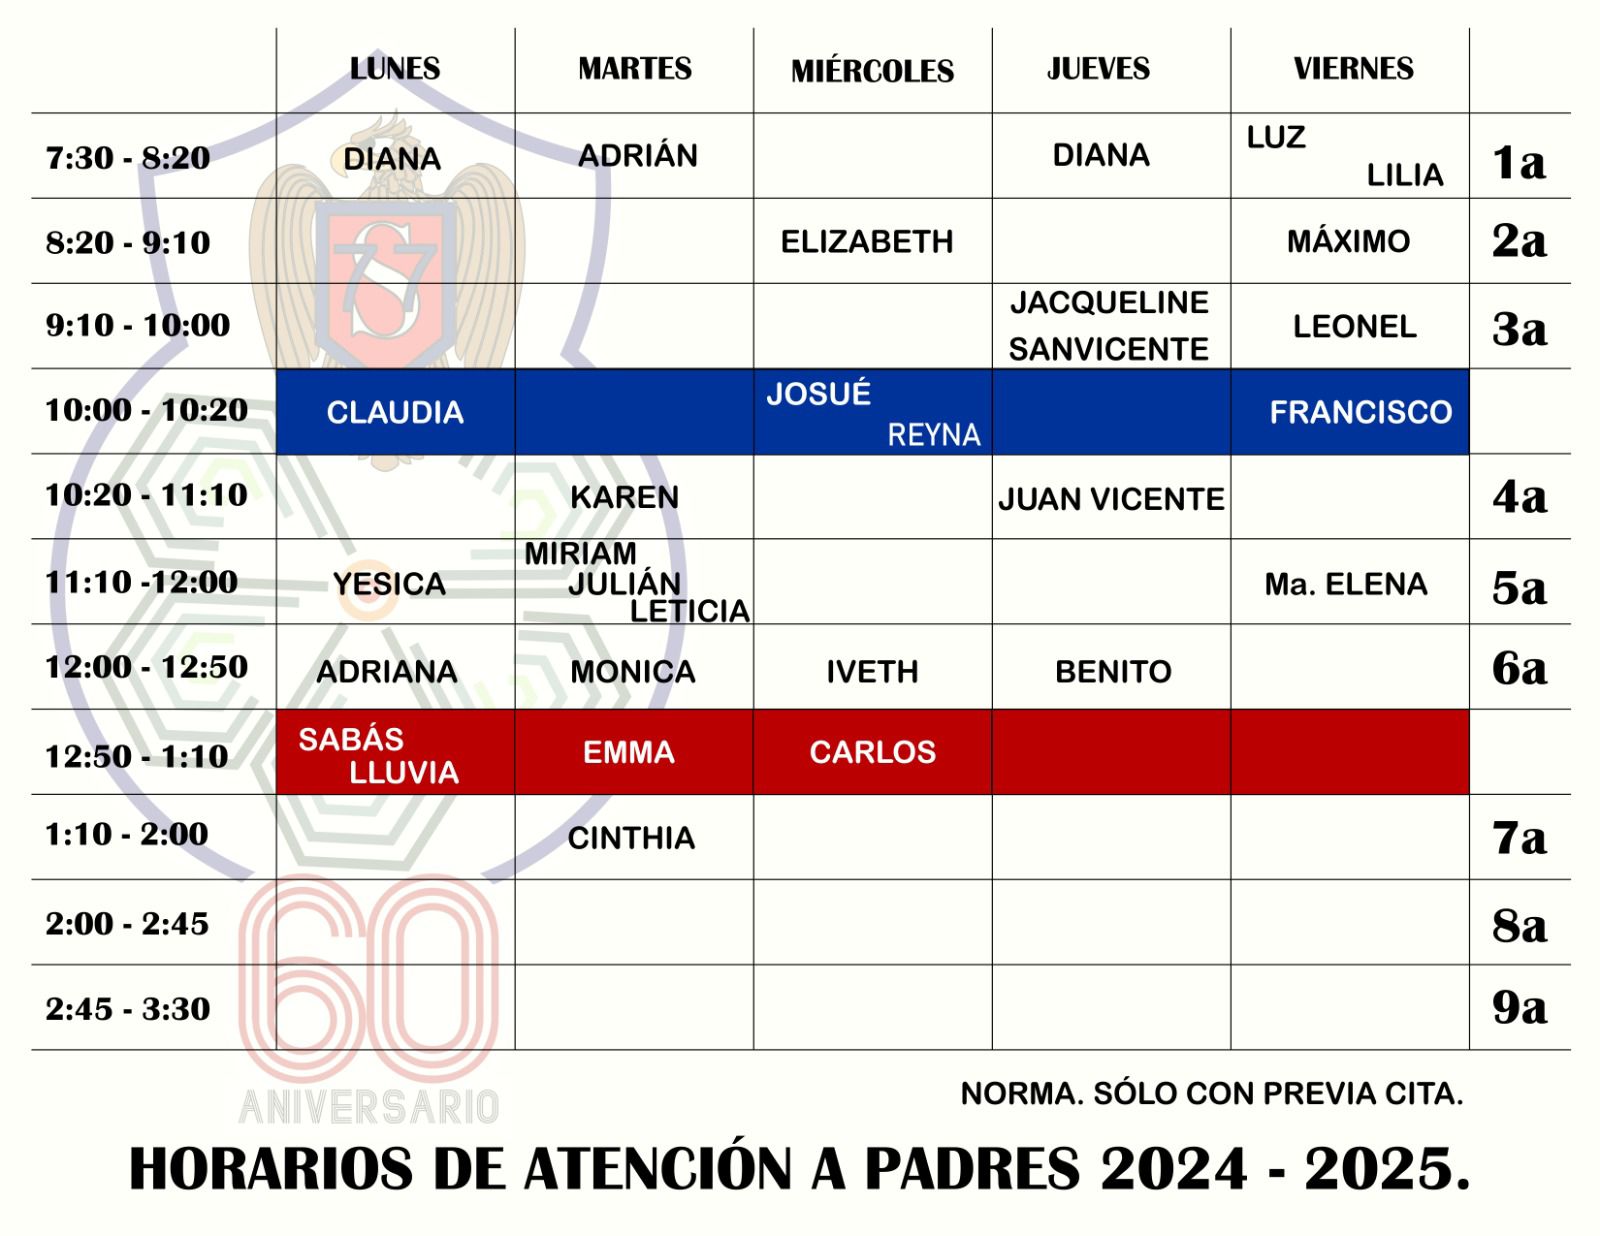 LUNES MARTES MIÉRCOLES JUEVES VIERNES
7:30 - 8:20 DIANA ADRIÁN DIANA LUZ LILIA 1a
8:20 - 9:10 ELIZABETH MÁXIMO 2a
9:10 - 10:00 JACQUELINE SANVICENTE LEONEL 3a
10:00 - 10:20 CLAUDIA JOSUÉ REYNA FRANCISCO
10:20 - 11:10 KAREN JUAN VICENTE 4a
11:10 -12:00 YESICA MIRIAM JULIÁN LETICIA Ma. ELENA 5a
12:00 - 12:50 ADRIANA MONICA IVETH BENITO 6a
12:50 - 1:10 SABÁS LLUVIA EMMA CARLOS
1:10 - 2:00 CINTHIA 7a
2:00 - 2:45 8a
2:45 - 3:30 9a
77 S
60
ANIVERSARIO
NORMA. SÓLO CON PREVIA CITA.
HORARIOS DE ATENCIÓN A PADRES 2024 - 2025.